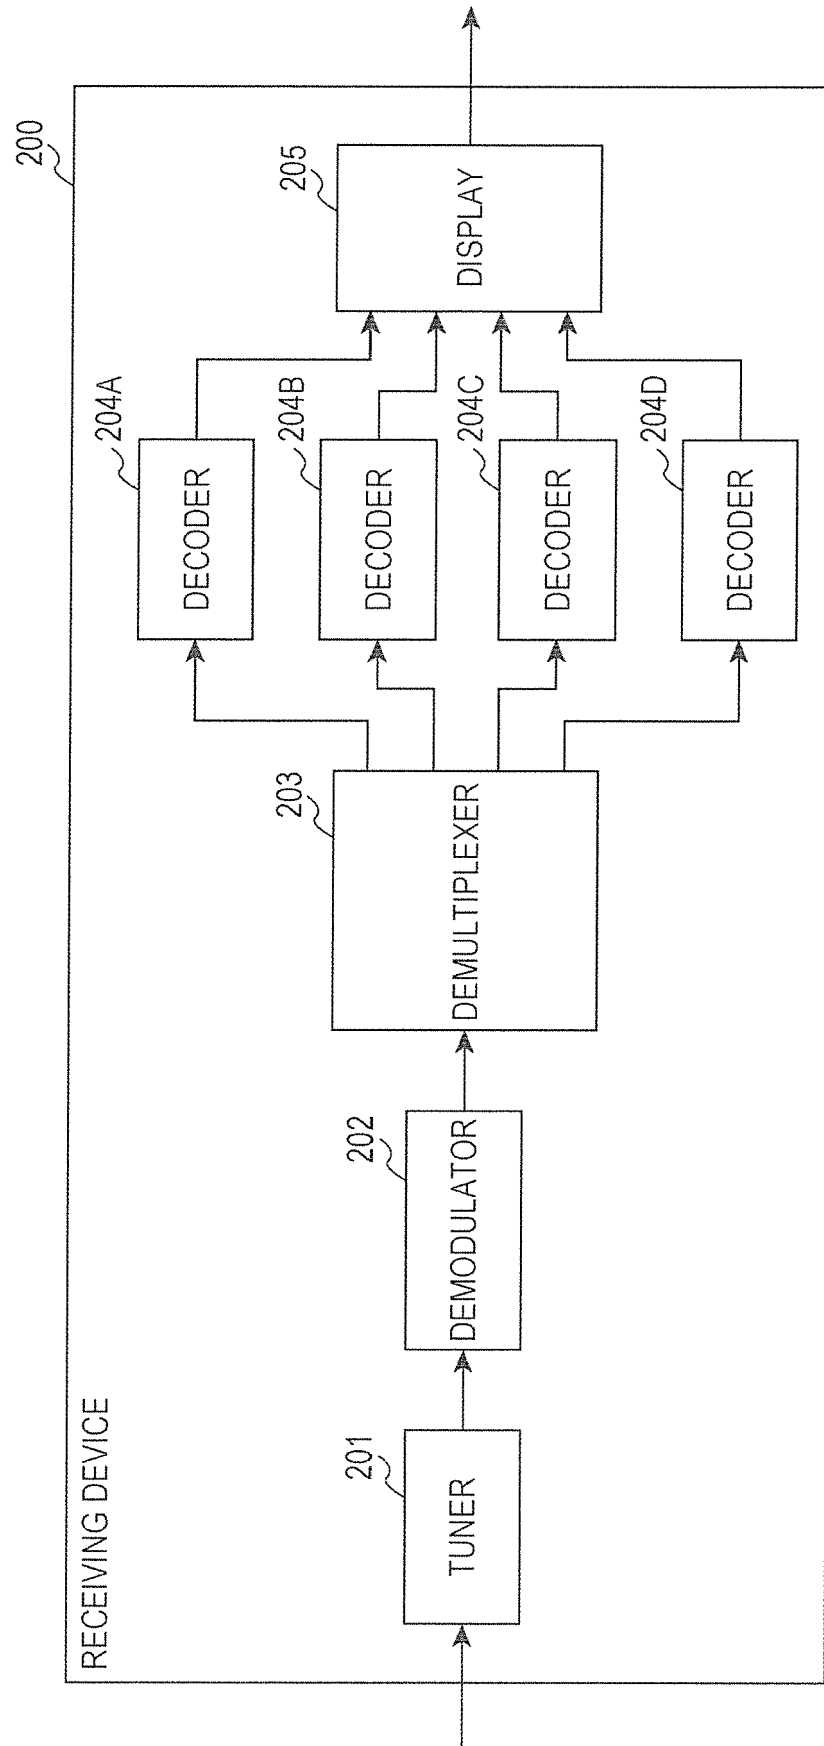 RECEIVING DEVICE
200
201
TUNER
202
DEMODULATOR
203
DEMULTIPLEXER
204A
DECODER
204B
DECODER
204C
DECODER
204D
DECODER
205
DISPLAY